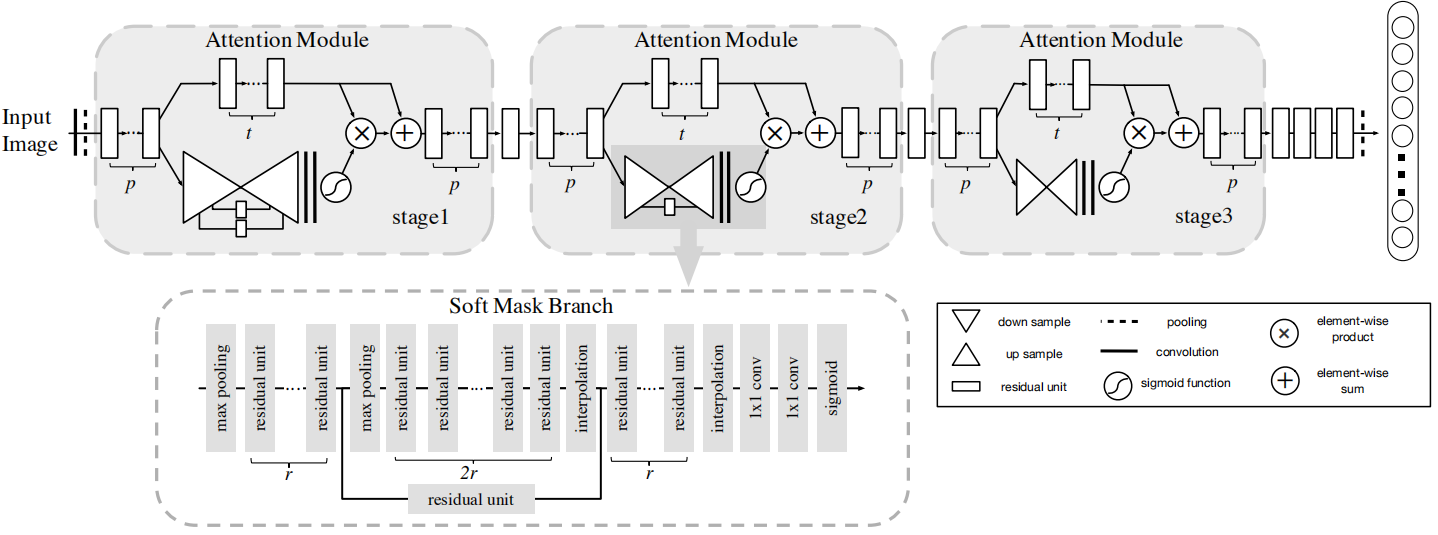 Attention Module
Attention Module
Attention Module
Input
Image
t
t
t
p
p
p
p
p
p
stage1
stage2
stage3
Soft Mask Branch
max pooling
residual unit
...
residual unit
max pooling
residual unit
residual unit
...
residual unit
residual unit
interpolation
residual unit
...
residual unit
interpolation
1x1 conv
1x1 conv
sigmoid
r
2r
r
residual unit
down sample
pooling
element-wise
product
up sample
convolution
residual unit
sigmoid function
element-wise
sum